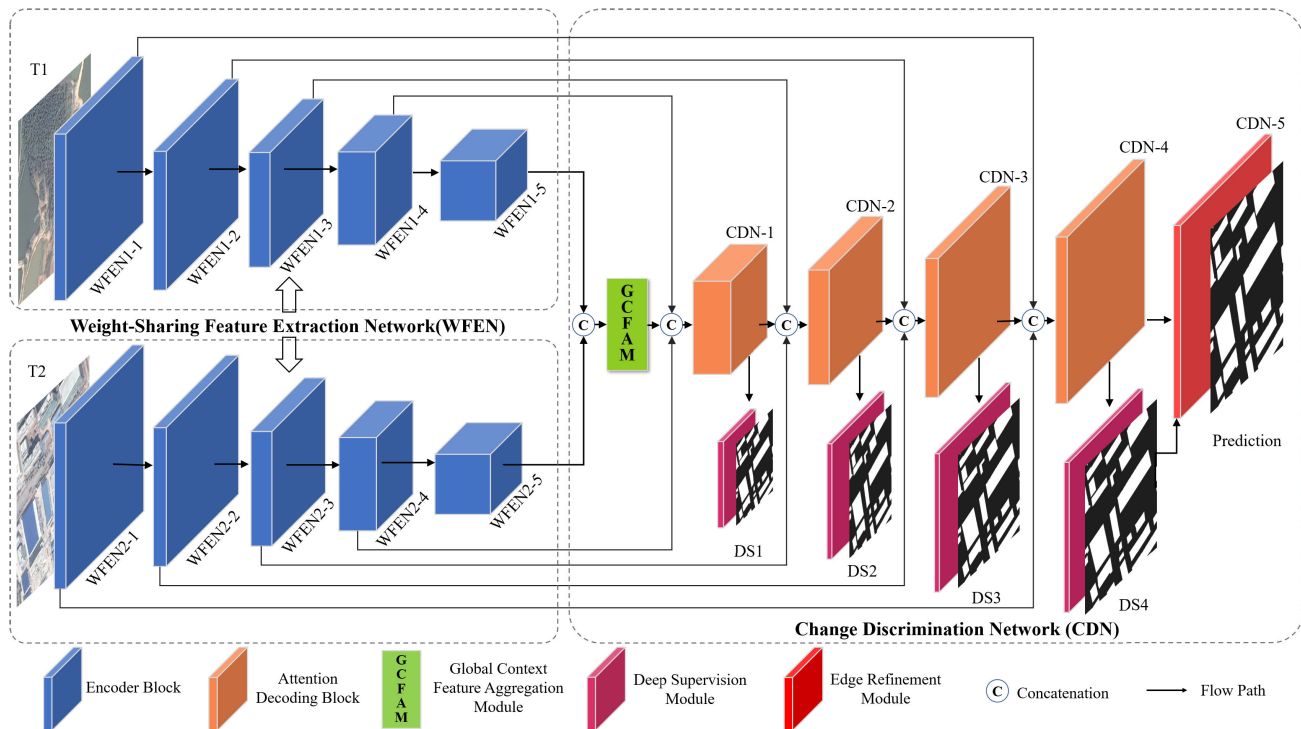 T1
WFEN1-1
WFEN1-2
WFEN1-3
WFEN1-4
WFEN1-5
Weight-Sharing Feature Extraction Network(WFEN)
T2
WFEN2-1
WFEN2-2
WFEN2-3
WFEN2-4
WFEN2-5
C
GCFAM
C
CDN-1
C
CDN-2
C
CDN-3
C
CDN-4
CDN-5
DS1
DS2
DS3
DS4
Prediction
Change Discrimination Network (CDN)
Encoder Block
Attention
Decoding Block
GCFAM
Global Context
Feature Aggregation
Module
Deep Supervision
Module
Edge Refinement
Module
C
Concatenation
Flow Path